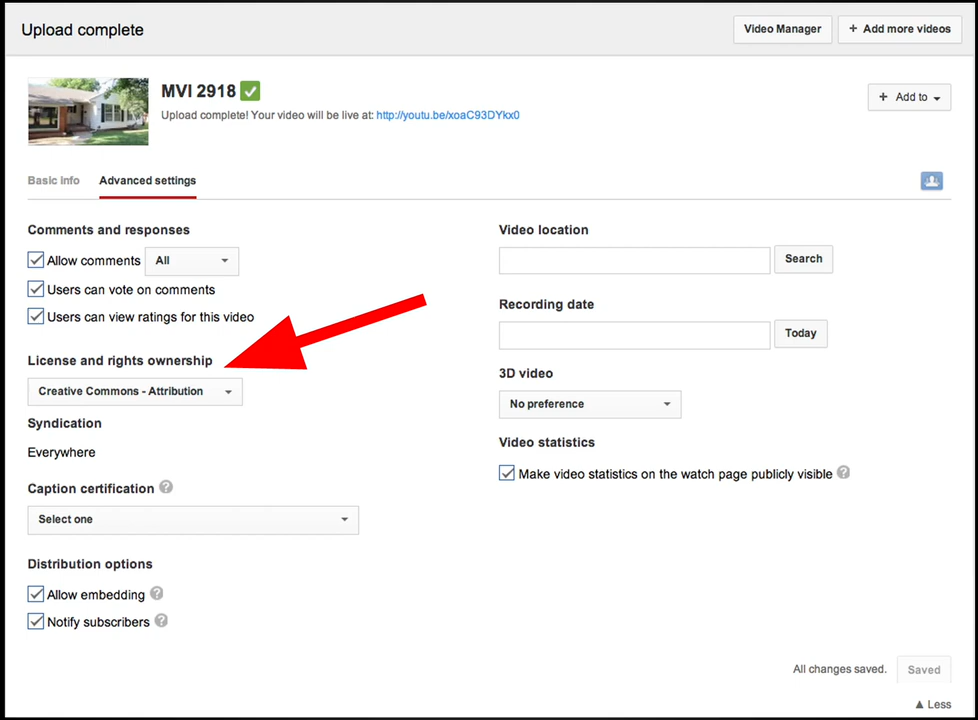 Upload complete
Video Manager
+ Add more videos
MVI 2918
Upload complete! Your video will be live at: http://youtu.be/xoaC93DYkx0
+ Add to
Basic info
Advanced settings
Comments and responses
Allow comments
All
Users can vote on comments
Users can view ratings for this video
License and rights ownership
Creative Commons - Attribution
Syndication
Everywhere
Caption certification ?
Select one
Distribution options
Allow embedding ?
Notify subscribers ?
Video location
Search
Recording date
Today
3D video
No preference
Video statistics
Make video statistics on the watch page publicly visible ?
All changes saved.
Saved
▲ Less